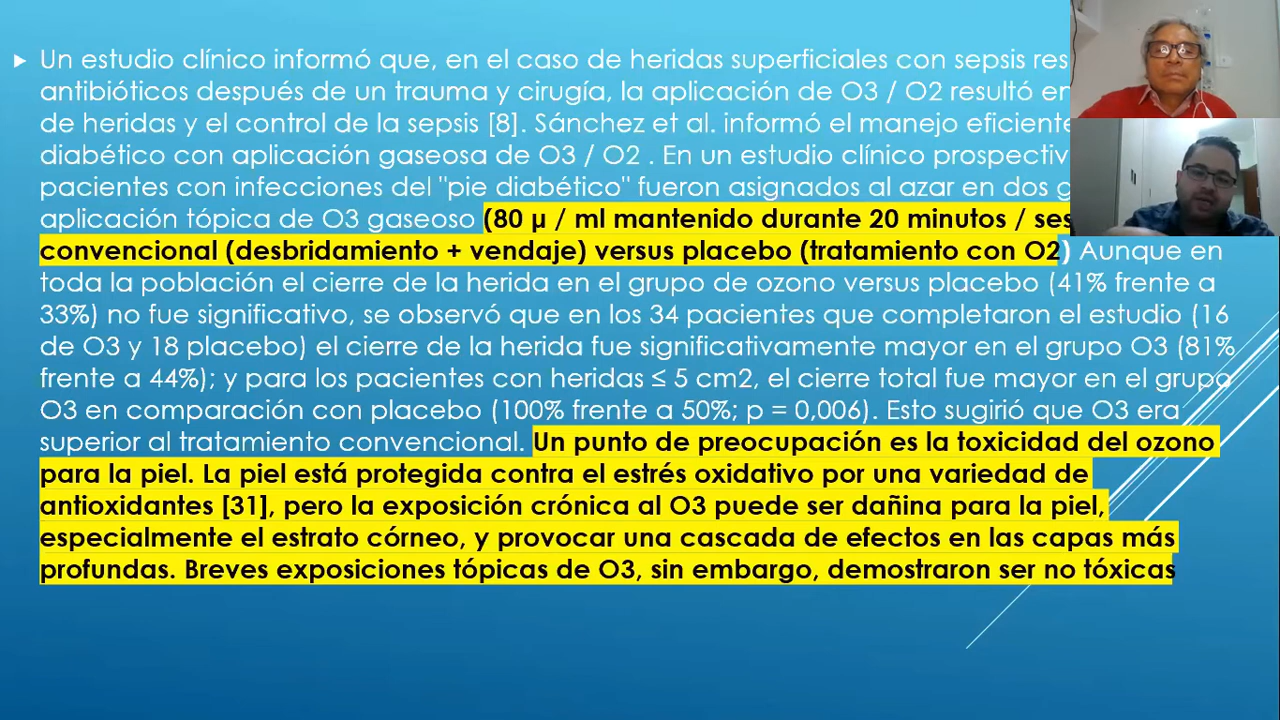 Un estudio clínico informó que, en el caso de heridas superficiales con sepsis
antibióticos después de un trauma y cirugía, la aplicación de O3 / O2 resultó
de heridas y el control de la sepsis [8]. Sánchez et al. informó el manejo eficiente
diabético con aplicación gaseosa de O3 / O2 . En un estudio clínico
pacientes con infecciones del "pie diabético" fueron asignados al azar en dos
aplicación tópica de O3 gaseoso (80 µ / ml mantenido durante 20 minutos /
convencional (desbridamiento + vendaje) versus placebo (tratamiento con O2) Aunque en
toda la población el cierre de la herida en el grupo de ozono versus placebo (41% frente a
33%) no fue significativo, se observó que en los 34 pacientes que completaron el estudio (16
de O3 y 18 placebo) el cierre de la herida fue significativamente mayor en el grupo O3 (81%
frente a 44%); y para los pacientes con heridas ≤ 5 cm2, el cierre total fue mayor en el grupo
O3 en comparación con placebo (100% frente a 50%; p = 0,006). Esto sugirió que O3 era
superior al tratamiento convencional. Un punto de preocupación es la toxicidad del ozono
para la piel. La piel está protegida contra el estrés oxidativo por una variedad de
antioxidantes [31], pero la exposición crónica al O3 puede ser dañina para la piel,
especialmente el estrato córneo, y provocar una cascada de efectos en las capas más
profundas. Breves exposiciones tópicas de O3, sin embargo, demostraron ser no tóxicas